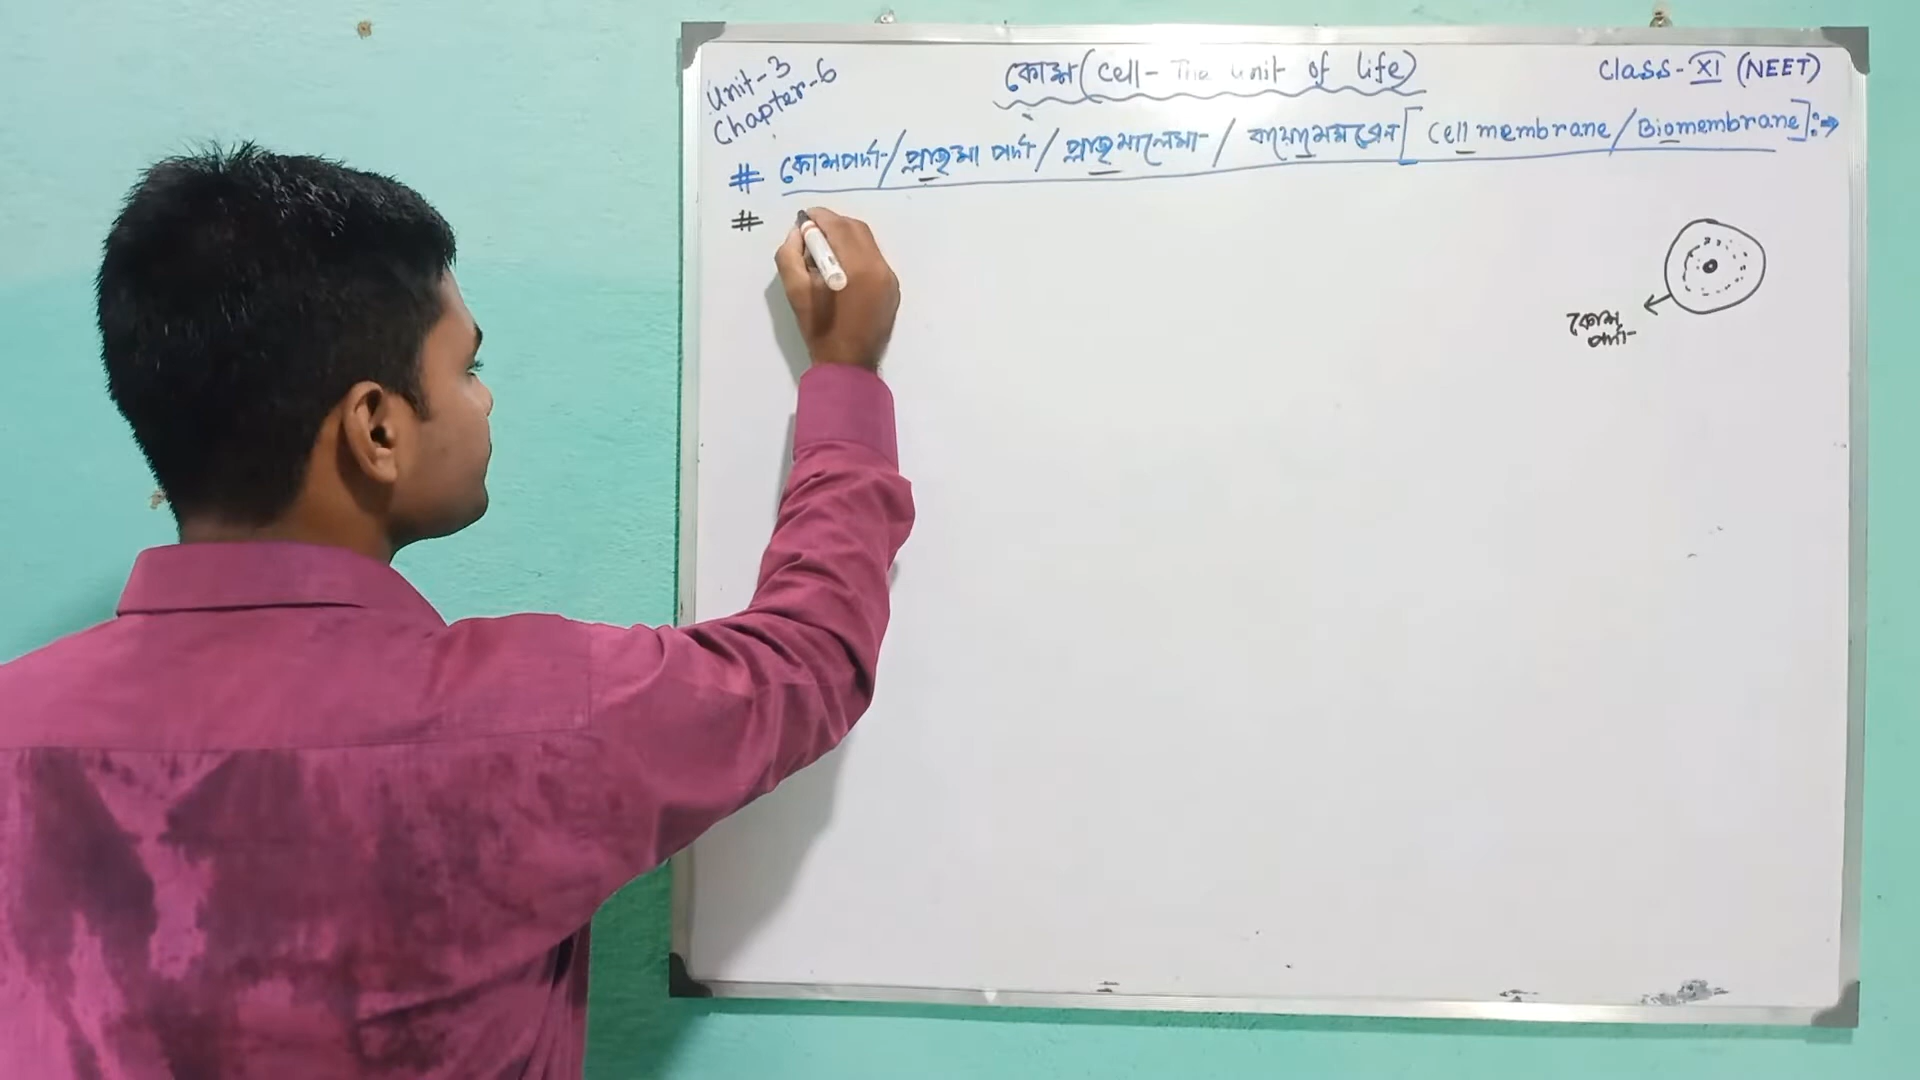 Unit-3
Chapter-6
কোশ (Cell- The Unit of Life)
Class-XI (NEET)
# কোশপর্দা/প্লাজমা পর্দা/প্লাজমালেমা/বায়োমেমব্রেন [Cell membrane/Biomembrane]:→
#
কোশ
পর্দা